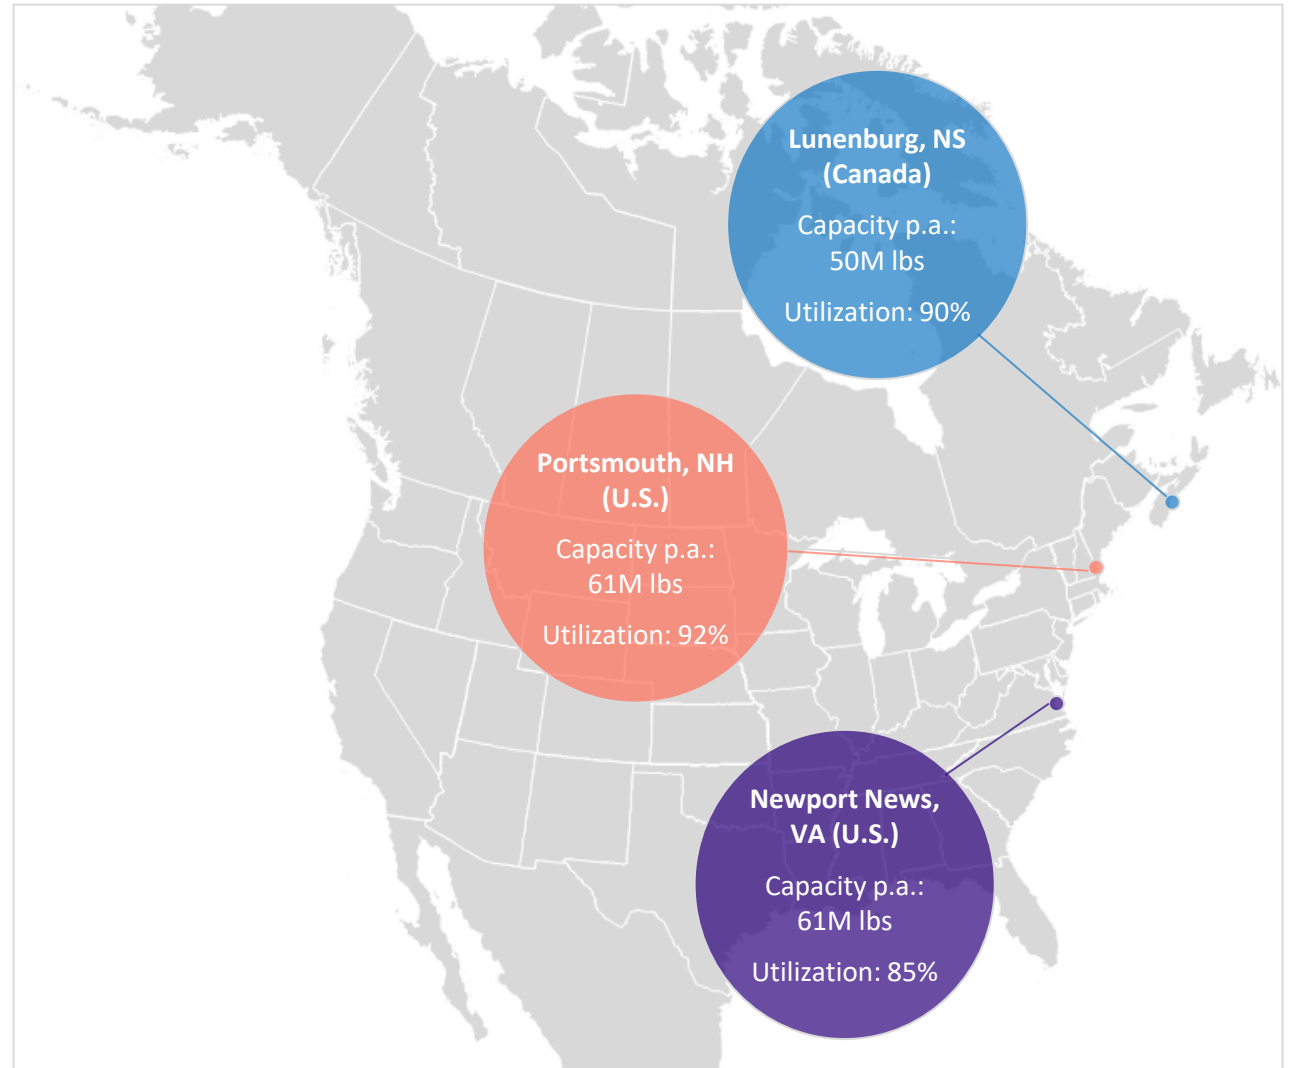 Lunenburg, NS
(Canada)
Capacity p.a.:
50M lbs
Utilization: 90%
Portsmouth, NH
(U.S.)
Capacity p.a.:
61M lbs
Utilization: 92%
Newport News,
VA (U.S.)
Capacity p.a.:
61M lbs
Utilization: 85%